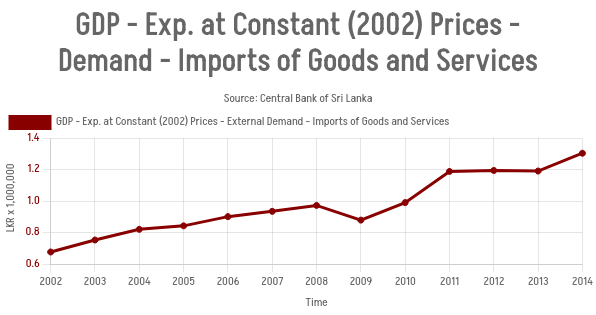 GDP - Exp. at Constant (2002) Prices -
Demand - Imports of Goods and Services
Source: Central Bank of Sri Lanka
GDP - Exp. at Constant (2002) Prices - External Demand - Imports of Goods and Services
1.4
1.2
1.0
0.8
0.6
LKR x 1,000,000
2002 2003 2004 2005 2006 2007 2008 2009 2010 2011 2012 2013 2014
Time